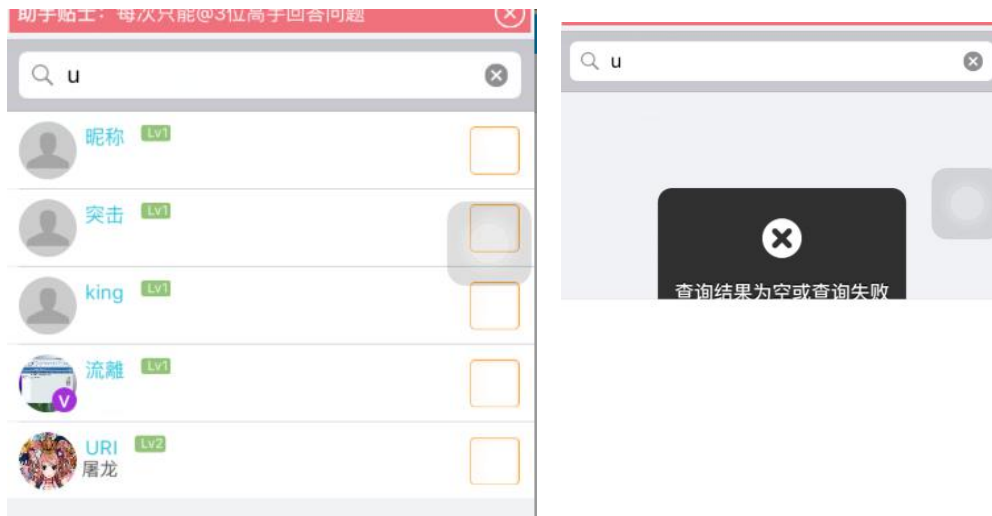 助手贴士：每次只能@3位高手回答问题
u
昵称 Lv1
突击 Lv1
king Lv1
流離 Lv1
V
URI Lv2
屠龙
u
查询结果为空或查询失败